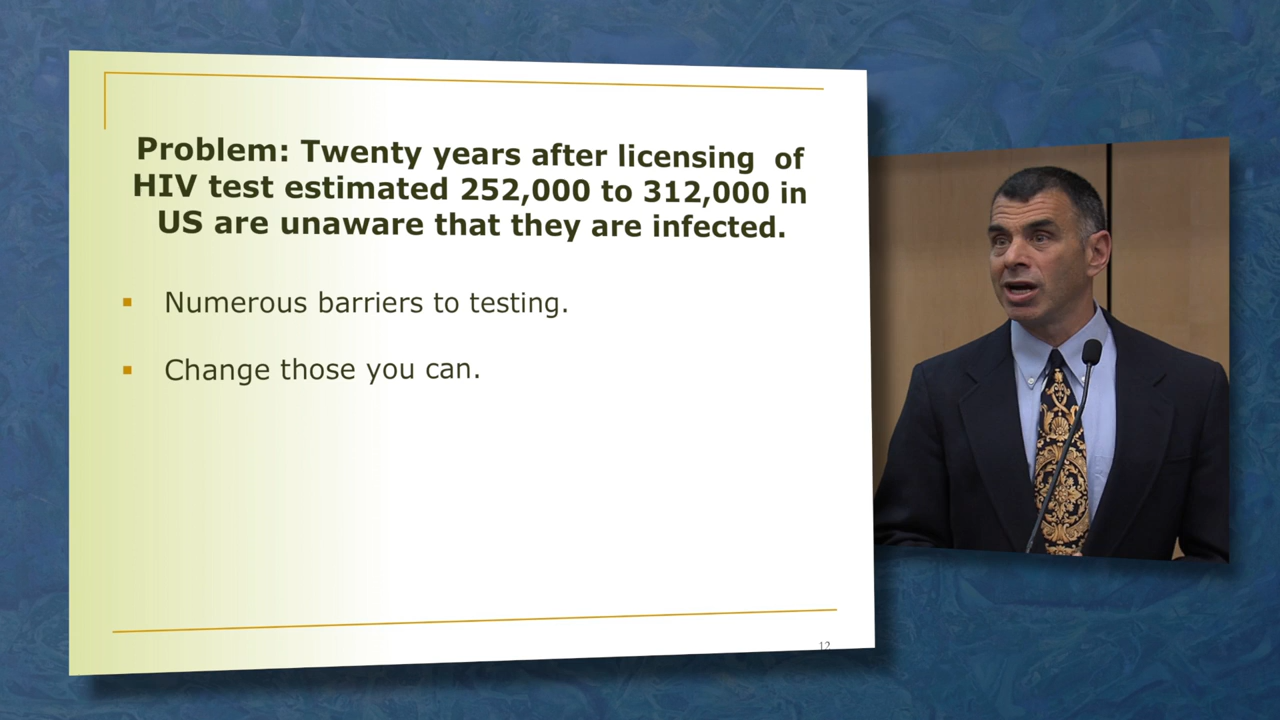 Problem: Twenty years after licensing of
HIV test estimated 252,000 to 312,000 in
US are unaware that they are infected.
▪ Numerous barriers to testing.
▪ Change those you can.
12